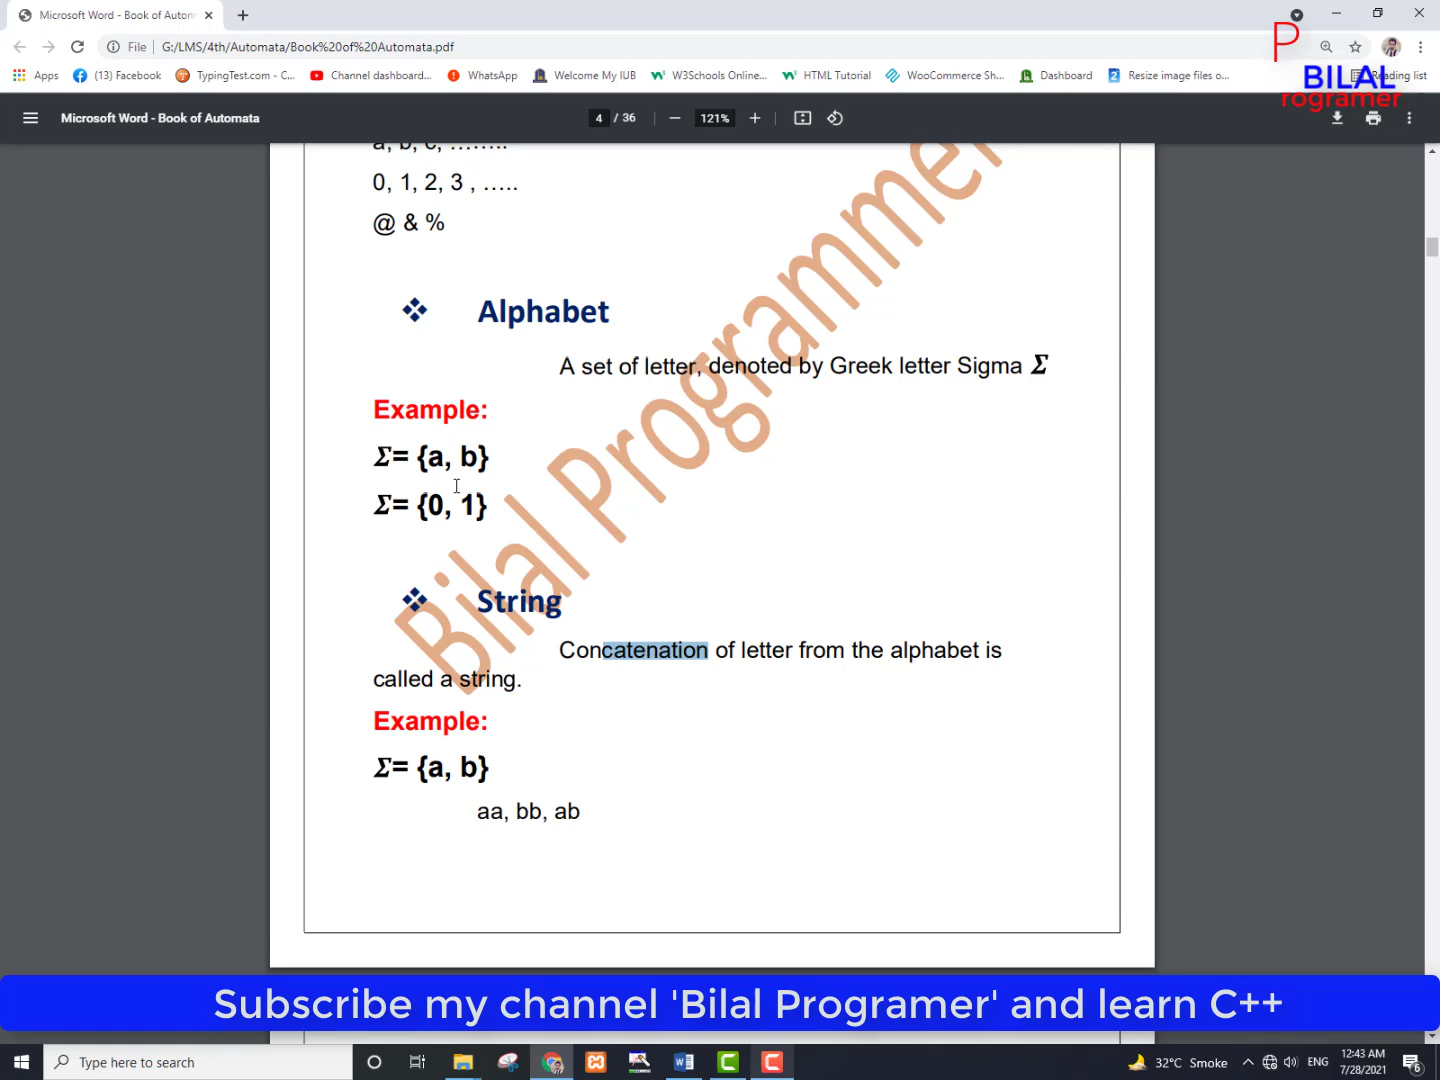 Microsoft Word - Book of Autom
File G:/LMS/4th/Automata/Book%20of%20Automata.pdf
P
BILAL
rogramer
Apps (13) Facebook TypingTest.com - C... Channel dashboard... WhatsApp Welcome My IUB W3Schools Online... HTML Tutorial WooCommerce Sh... Dashboard Resize image files o... Reading list
Microsoft Word - Book of Automata 4 / 36 121%
a, b, c, ........
0, 1, 2, 3 , .....
@ & %
Bilal Programmer
❖ Alphabet
A set of letter, denoted by Greek letter Sigma Σ
Example:
Σ= {a, b}
Σ= {0, 1}
❖ String
Concatenation of letter from the alphabet is
called a string.
Example:
Σ= {a, b}
aa, bb, ab
Subscribe my channel 'Bilal Programer' and learn C++
Type here to search 32°C Smoke ENG 12:43 AM
7/28/2021 6